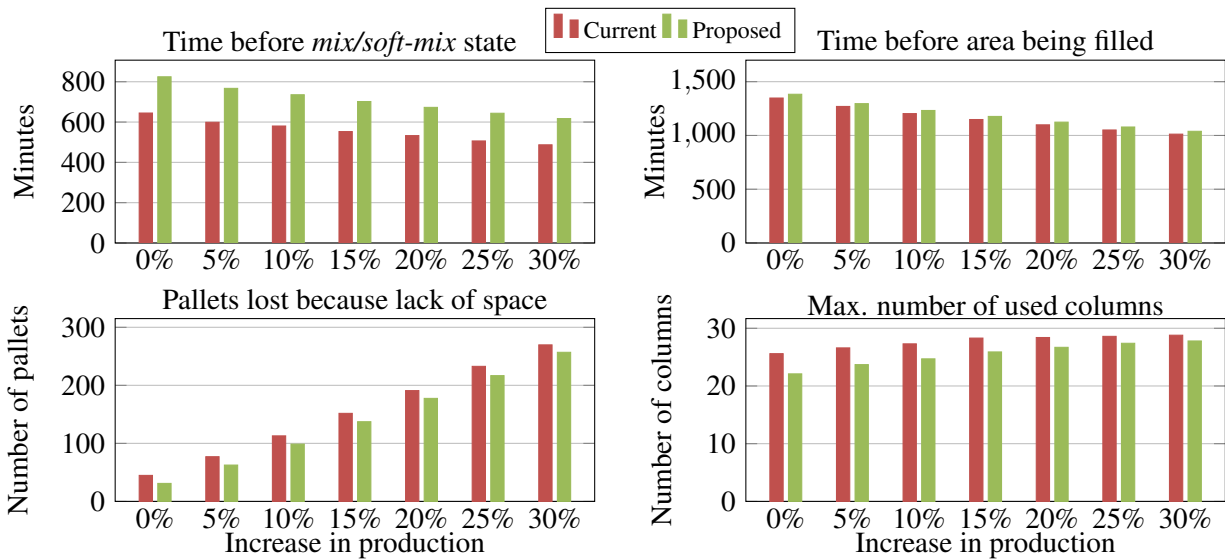 Current Proposed
Time before mix/soft-mix state
Minutes
800
600
400
200
0
0% 5% 10% 15% 20% 25% 30%
Time before area being filled
Minutes
1,500
1,000
500
0
0% 5% 10% 15% 20% 25% 30%
Pallets lost because lack of space
Number of pallets
300
200
100
0
0% 5% 10% 15% 20% 25% 30%
Increase in production
Max. number of used columns
Number of columns
30
20
10
0
0% 5% 10% 15% 20% 25% 30%
Increase in production